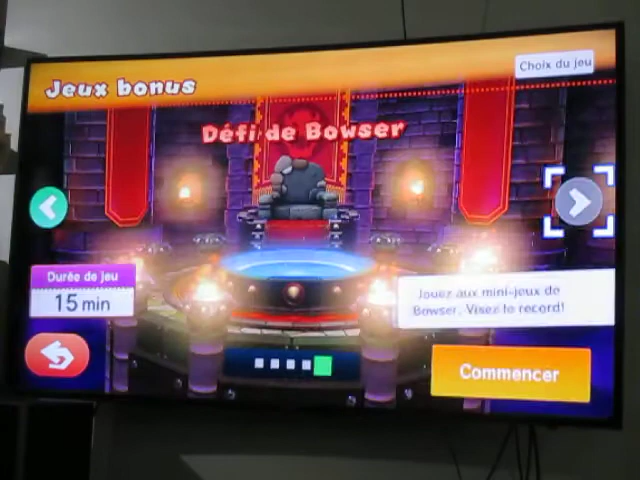 Jeux bonus
Choix du jeu
Défi de Bowser
Durée de jeu
15 min
Jouez aux mini-jeux de
Bowser. Visez le record!
Commencer